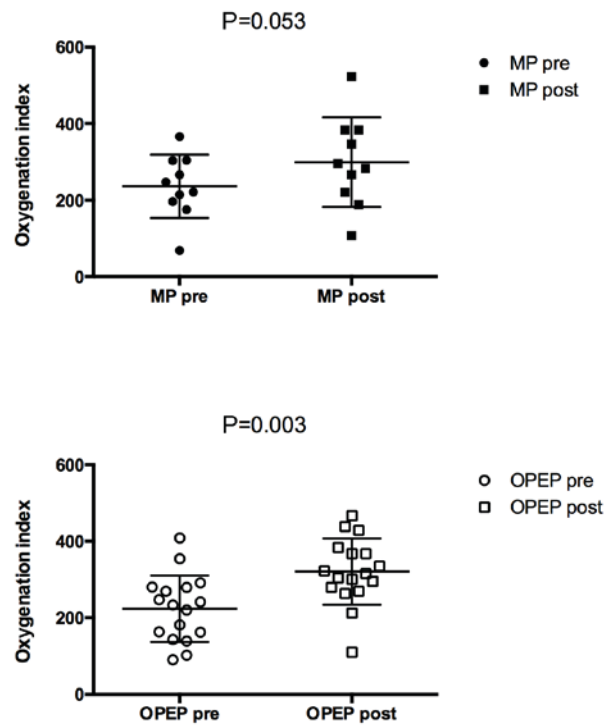 P=0.053
600
400
200
0
Oxygenation index
MP pre
MP post
MP pre
MP post
P=0.003
600
400
200
0
Oxygenation index
OPEP pre
OPEP post
OPEP pre
OPEP post